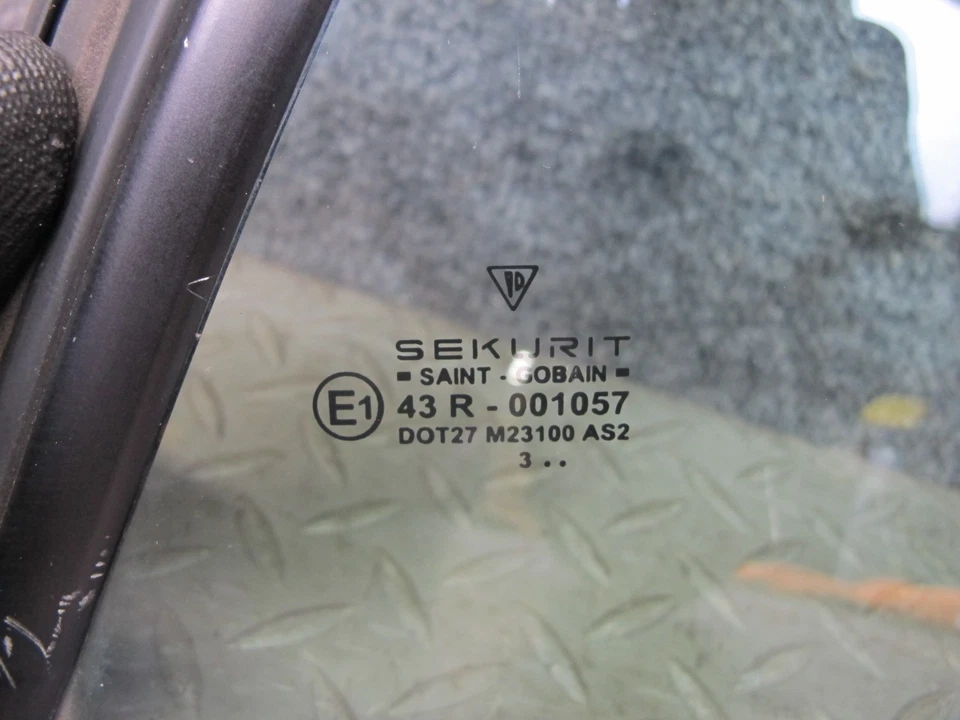 SEKURIT
SAINT - GOBAIN
E1 43 R - 001057
DOT27 M23100 AS2
3 ..